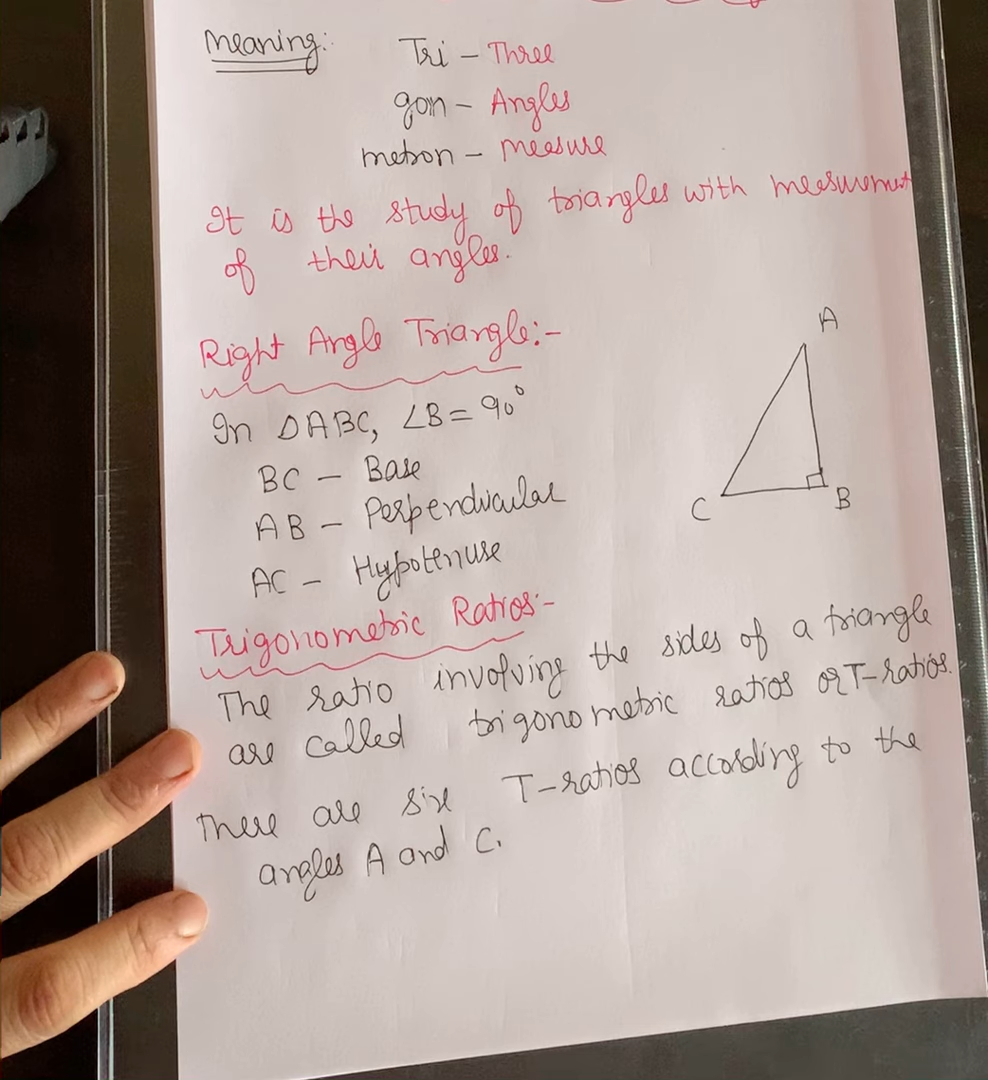 Meaning:
Tri - Three
gon - Angles
metron - Measure
It is the study of triangles with measurement
of their angles.
Right Angle Triangle:-
In ΔABC, ∠B = 90°
BC - Base
AB - Perpendicular
AC - Hypotenuse
A
C
B
Trigonometric Ratios:-
The ratio involving the sides of a triangle
are called trigonometric ratios or T-ratios.
There are six T-ratios according to the
angles A and C.